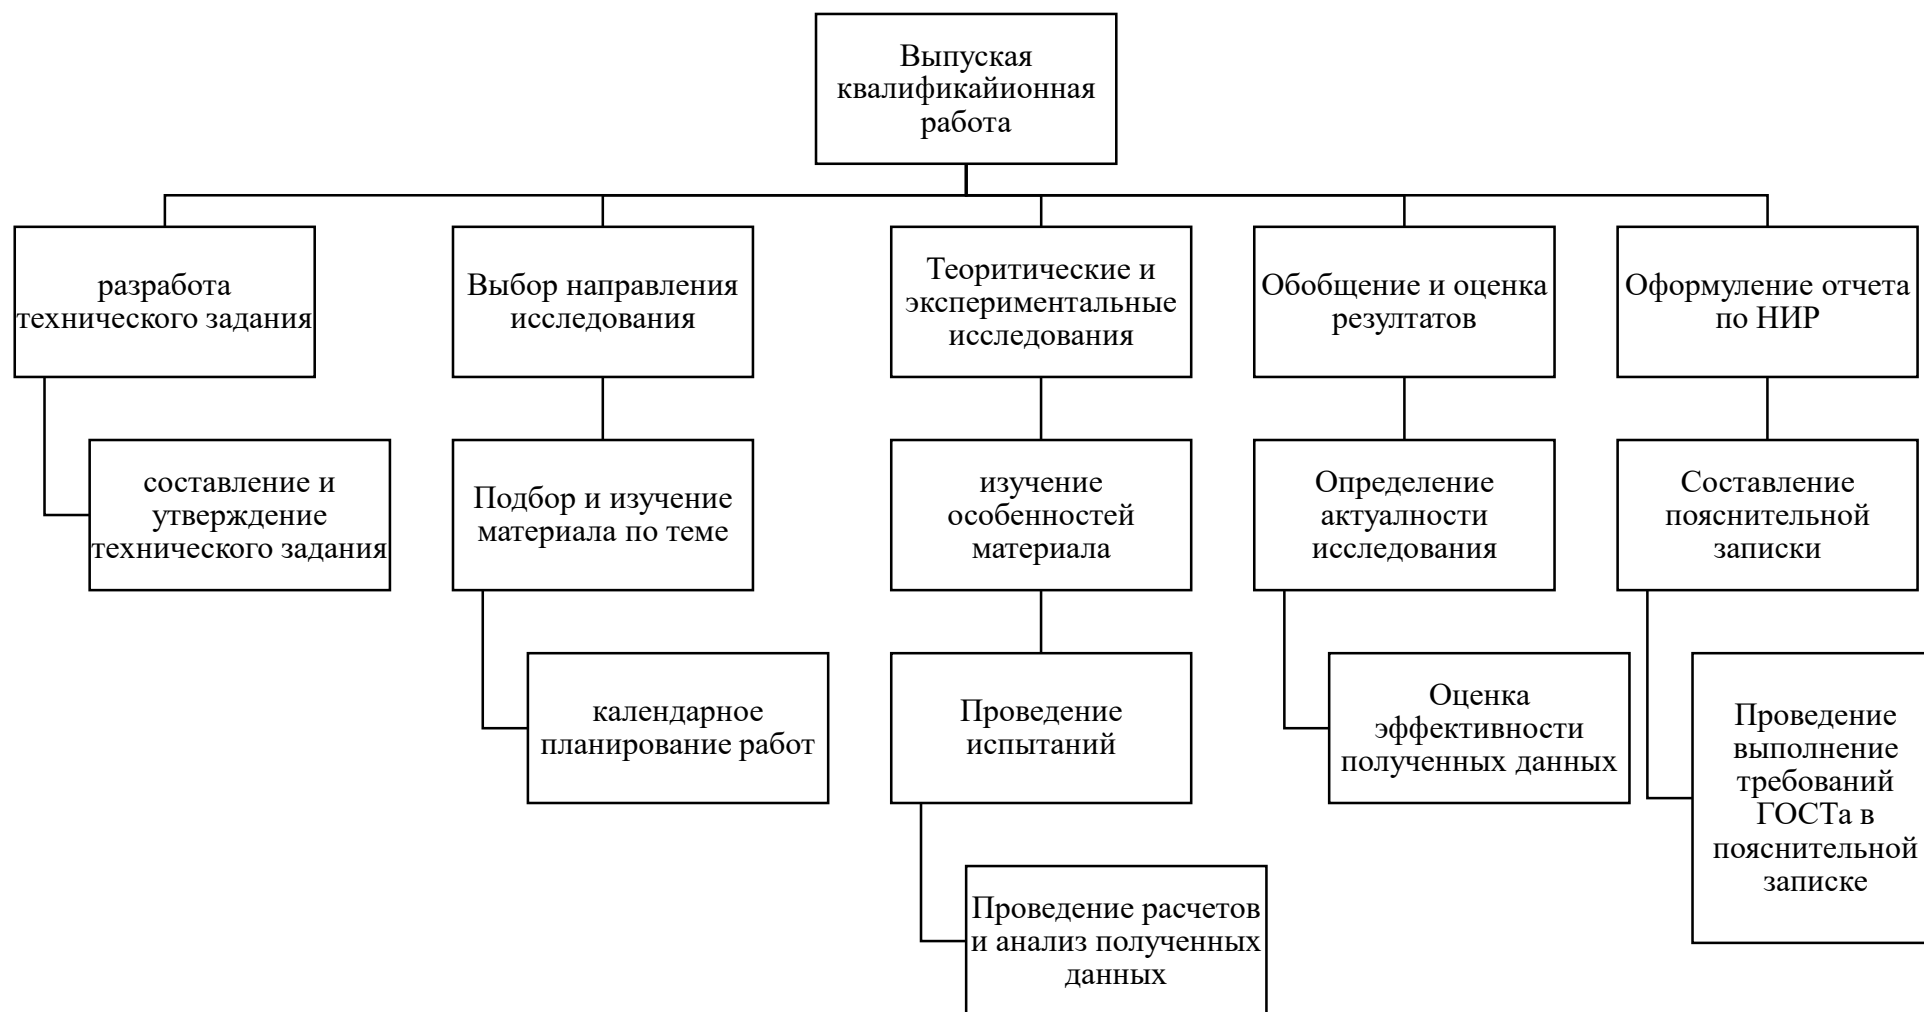 Выпуская
квалификайионная
работа
разработа
технического задания
Выбор направления
исследования
Теоритические и
экспериментальные
исследования
Обобщение и оценка
резултатов
Оформуление отчета
по НИР
составление и
утверждение
технического задания
Подбор и изучение
материала по теме
изучение
особенностей
материала
Определение
актуалности
исследования
Составление
пояснительной
записки
календарное
планирование работ
Проведение
испытаний
Оценка
эффективности
полученных данных
Проведение
выполнение
требований
ГОСТа в
пояснительной
записке
Проведение расчетов
и анализ полученных
данных